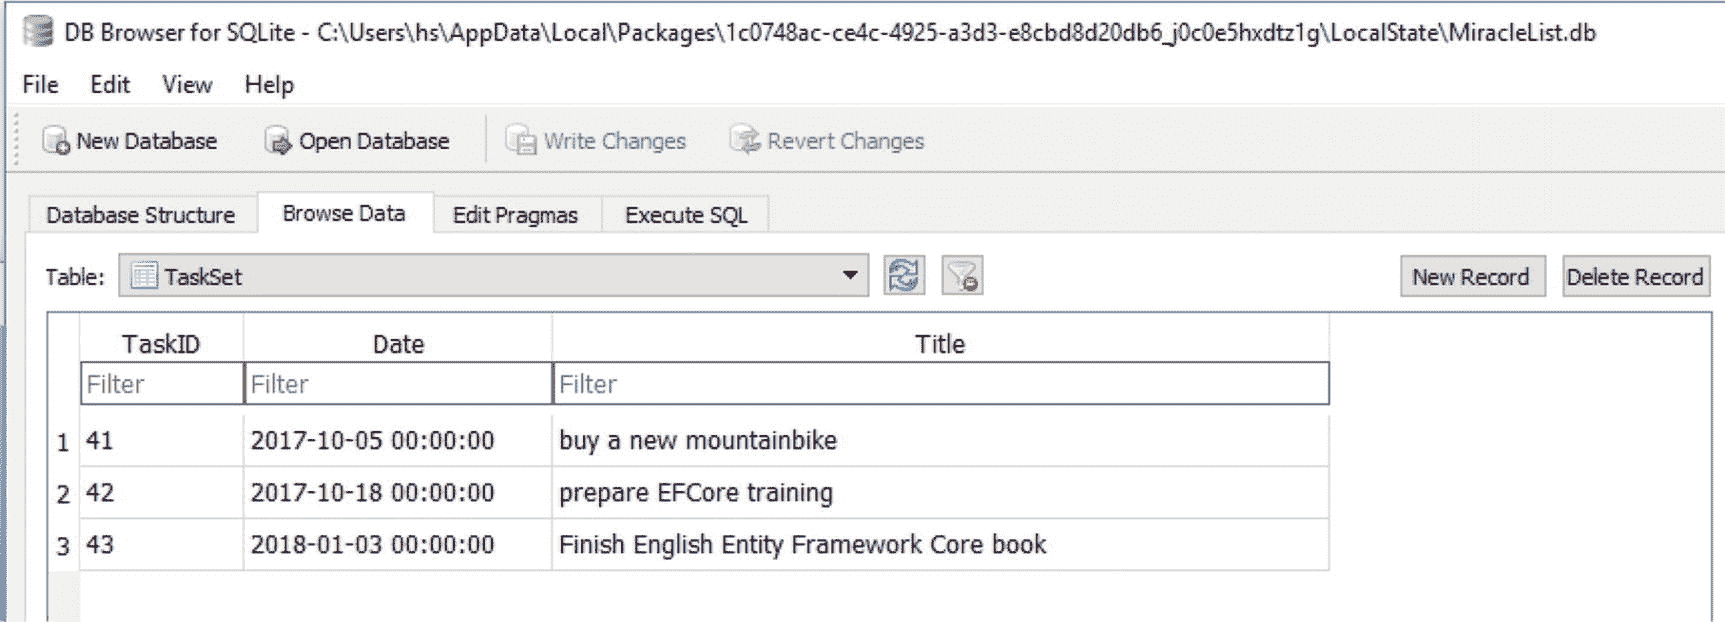 DB Browser for SQLite - C:\Users\hs\AppData\Local\Packages\1c0748ac-ce4c-4925-a3d3-e8cbd8d20db6_j0c0e5hxdtz1g\LocalState\MiracleList.db
File Edit View Help
New Database Open Database Write Changes Revert Changes
Database Structure Browse Data Edit Pragmas Execute SQL
Table: TaskSet New Record Delete Record
TaskID Date Title
Filter Filter Filter
1 41 2017-10-05 00:00:00 buy a new mountainbike
2 42 2017-10-18 00:00:00 prepare EFCore training
3 43 2018-01-03 00:00:00 Finish English Entity Framework Core book